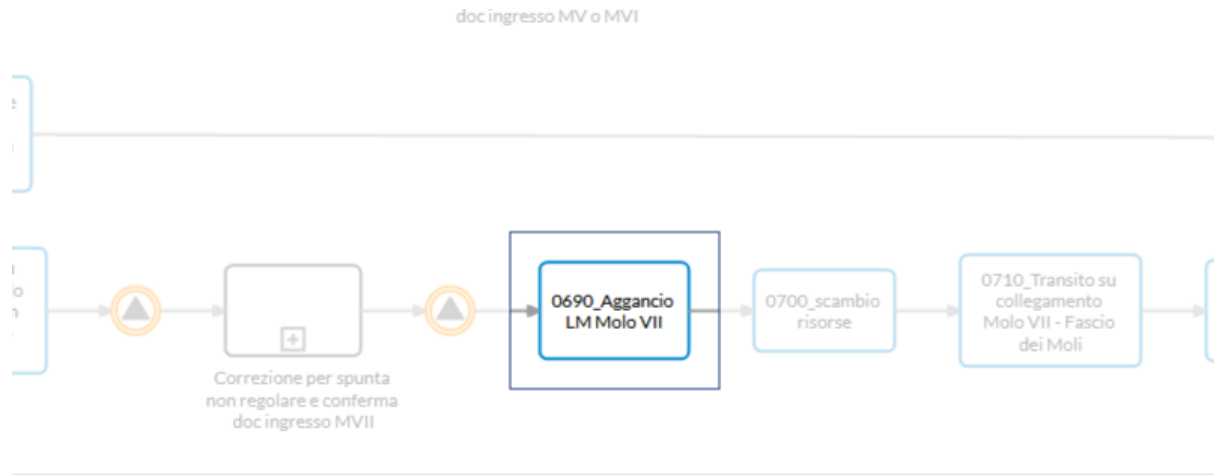 doc ingresso MV o MVI
0690_Aggancio
LM Molo VII
0700_scambio
risorse
0710_Transito su
collegamento
Molo VII - Fascio
dei Moli
Correzione per spunta
non regolare e conferma
doc ingresso MVII